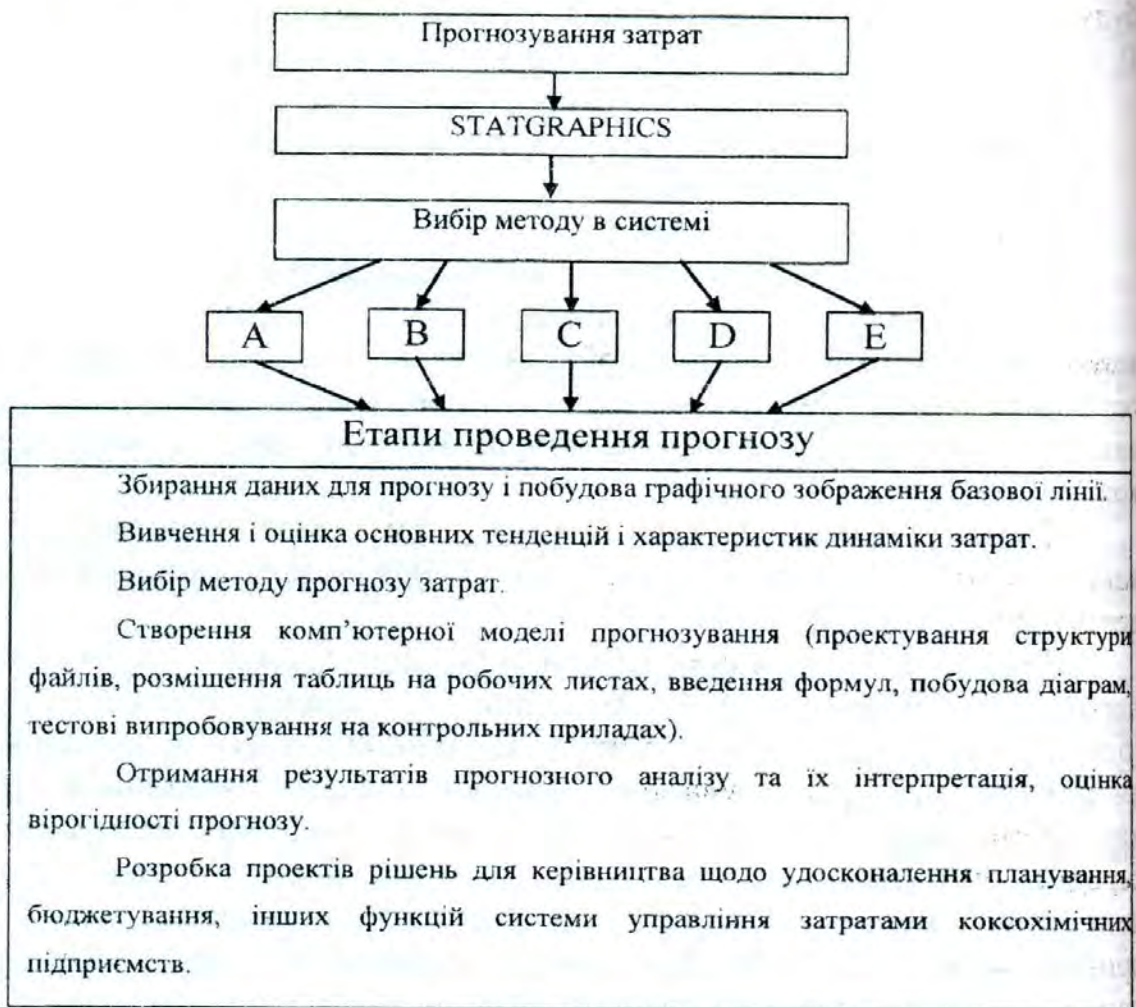 Прогнозування затрат
STATGRAPHICS
Вибір методу в системі
A B C D E
Етапи проведення прогнозу
Збирання даних для прогнозу і побудова графічного зображення базової лінії.
Вивчення і оцінка основних тенденцій і характеристик динаміки затрат.
Вибір методу прогнозу затрат.
Створення комп’ютерної моделі прогнозування (проектування структури
файлів, розміщення таблиць на робочих листах, введення формул, побудова діаграм,
тестові випробовування на контрольних приладах).
Отримання результатів прогнозного аналізу та їх інтерпретація, оцінка
вірогідності прогнозу.
Розробка проектів рішень для керівництва щодо удосконалення планування,
бюджетування, інших функцій системи управління затратами коксохімічних
підприємств.